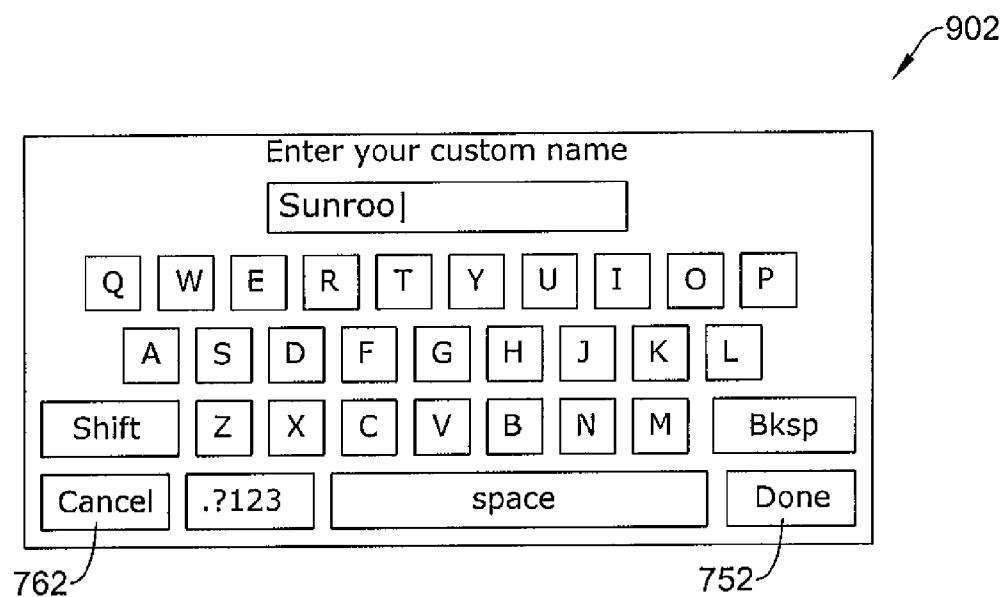 902
Enter your custom name
Sunroo|
Q W E R T Y U I O P
A S D F G H J K L
Shift Z X C V B N M Bksp
Cancel .?123 space Done
762 752